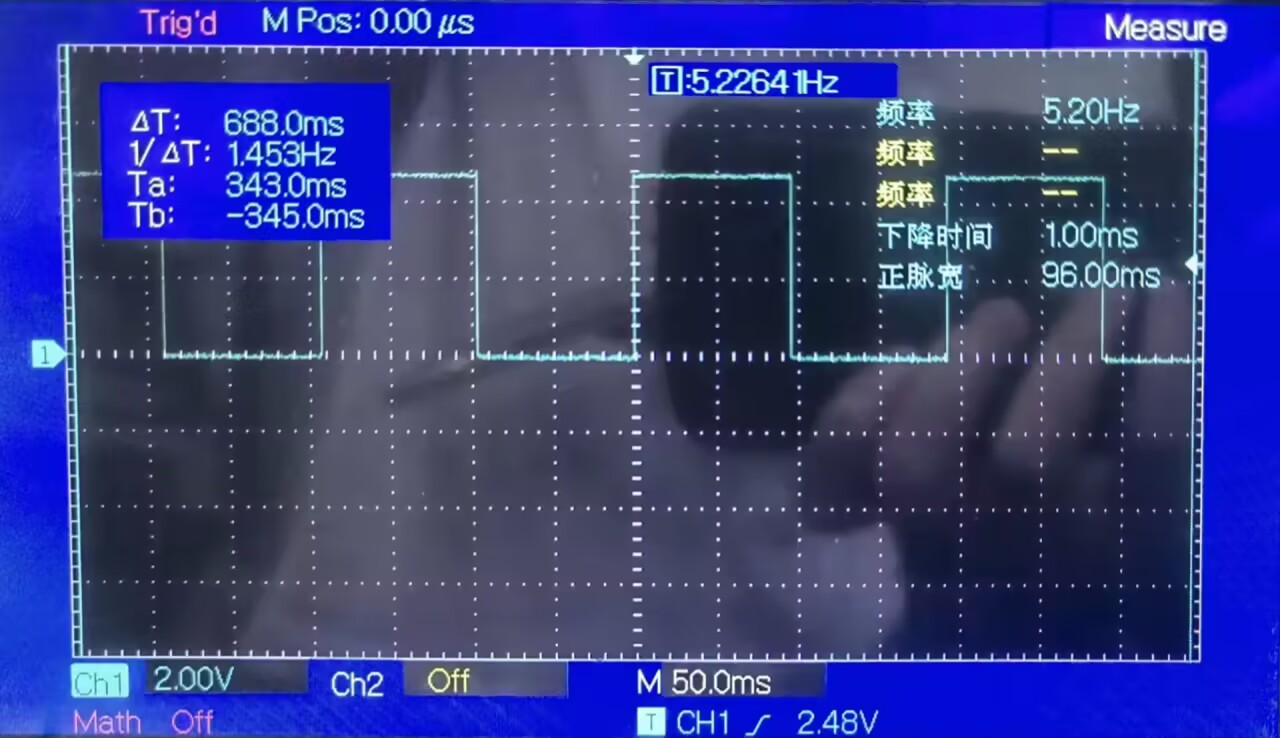 Trig'd M Pos: 0.00 µs Measure
T:5.22641Hz
ΔT: 688.0ms
1/ΔT: 1.453Hz
Ta: 343.0ms
Tb: -345.0ms
频率 5.20Hz
频率 --
频率 --
下降时间 1.00ms
正脉宽 96.00ms
1
Ch1 2.00V Ch2 Off M 50.0ms
Math Off T CH1 2.48V